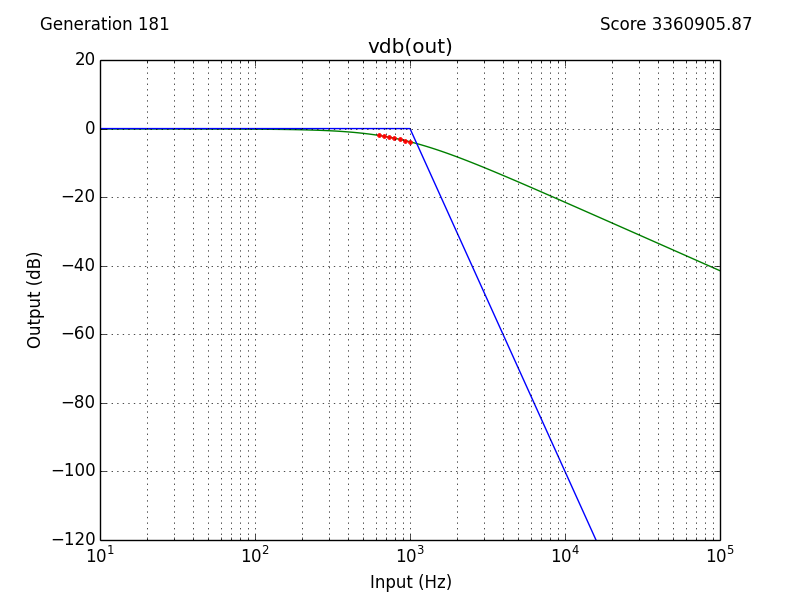 Generation 181
Score 3360905.87
vdb(out)
20
0
−20
−40
−60
−80
−100
−120
Output (dB)
10^1
10^2
10^3
10^4
10^5
Input (Hz)